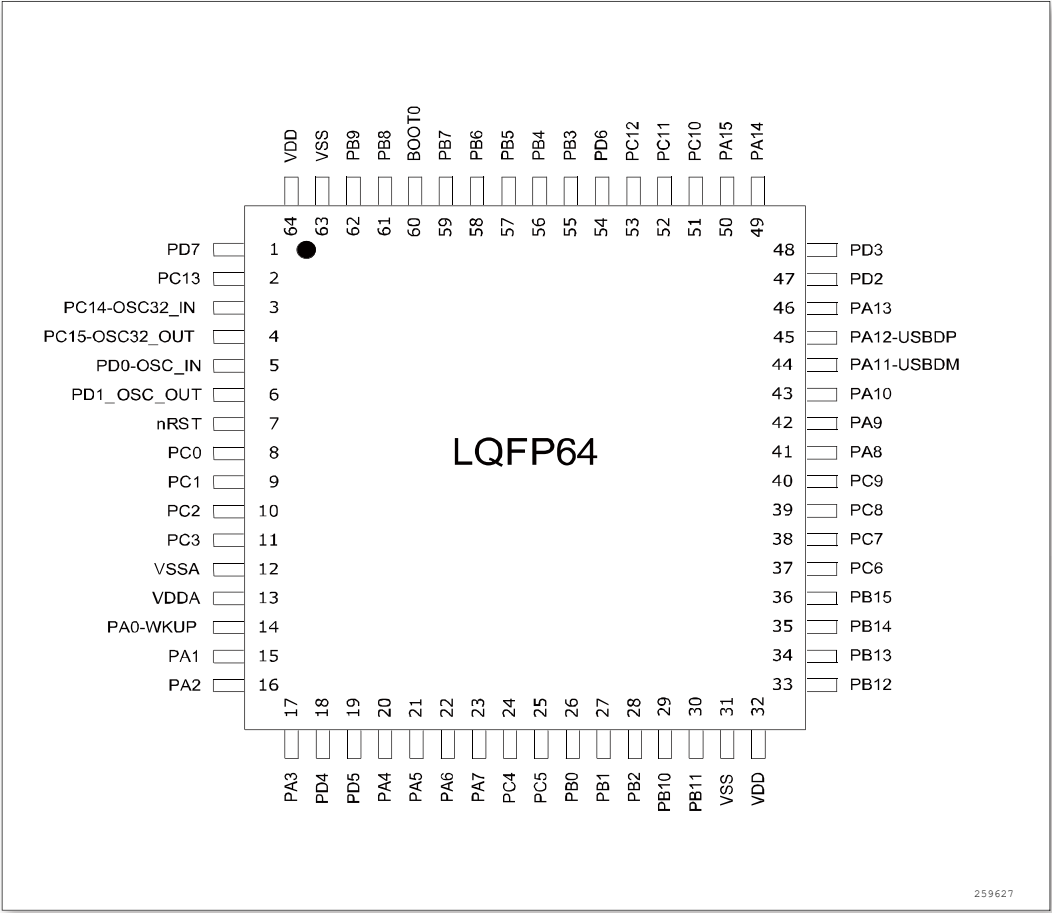 VDD
VSS
PB9
PB8
BOOT0
PB7
PB6
PB5
PB4
PB3
PD6
PC12
PC11
PC10
PA15
PA14
64
63
62
61
60
59
58
57
56
55
54
53
52
51
50
49
PD7 1
PC13 2
PC14-OSC32_IN 3
PC15-OSC32_OUT 4
PD0-OSC_IN 5
PD1_OSC_OUT 6
nRST 7
PC0 8
PC1 9
PC2 10
PC3 11
VSSA 12
VDDA 13
PA0-WKUP 14
PA1 15
PA2 16
LQFP64
48 PD3
47 PD2
46 PA13
45 PA12-USBDP
44 PA11-USBDM
43 PA10
42 PA9
41 PA8
40 PC9
39 PC8
38 PC7
37 PC6
36 PB15
35 PB14
34 PB13
33 PB12
17
18
19
20
21
22
23
24
25
26
27
28
29
30
31
32
PA3
PD4
PD5
PA4
PA5
PA6
PA7
PC4
PC5
PB0
PB1
PB2
PB10
PB11
VSS
VDD
259627